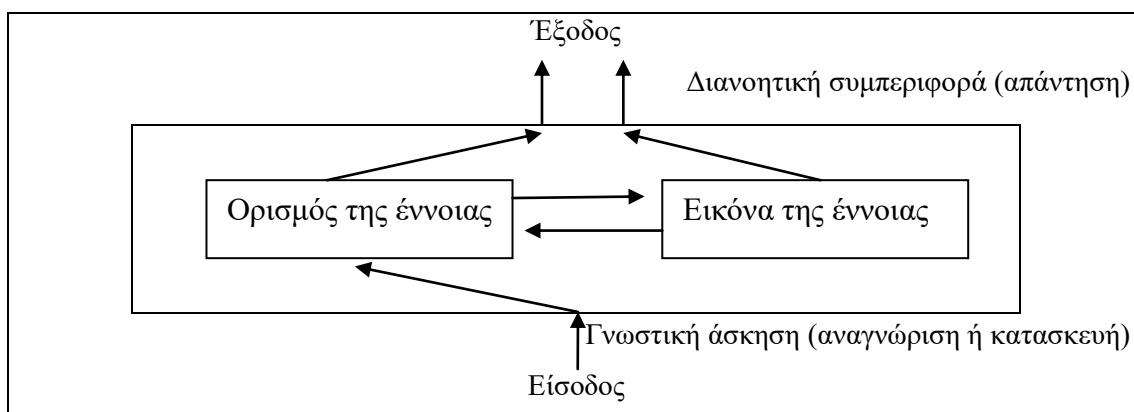 Έξοδος
Διανοητική συμπεριφορά (απάντηση)
Ορισμός της έννοιας
Εικόνα της έννοιας
Γνωστική άσκηση (αναγνώριση ή κατασκευή)
Είσοδος